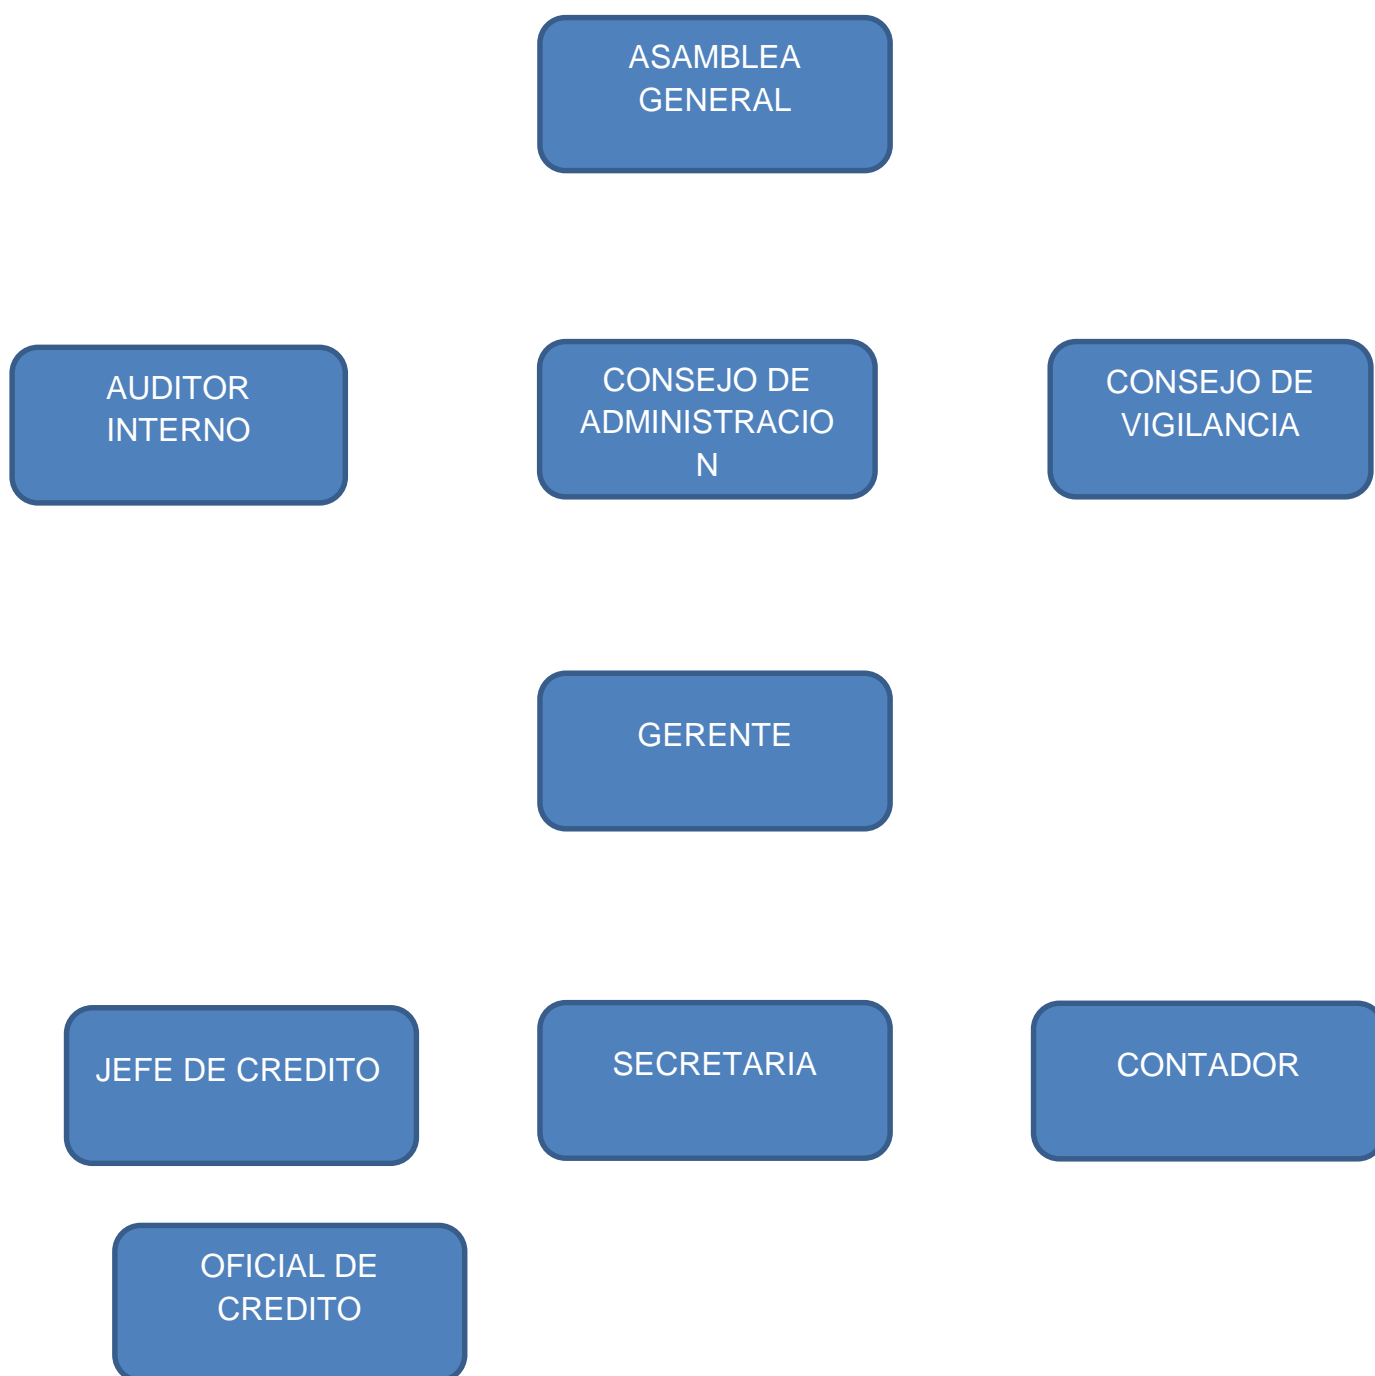 ASAMBLEA
GENERAL
AUDITOR
INTERNO
CONSEJO DE
ADMINISTRACIO
N
CONSEJO DE
VIGILANCIA
GERENTE
JEFE DE CREDITO
SECRETARIA
CONTADOR
OFICIAL DE
CREDITO